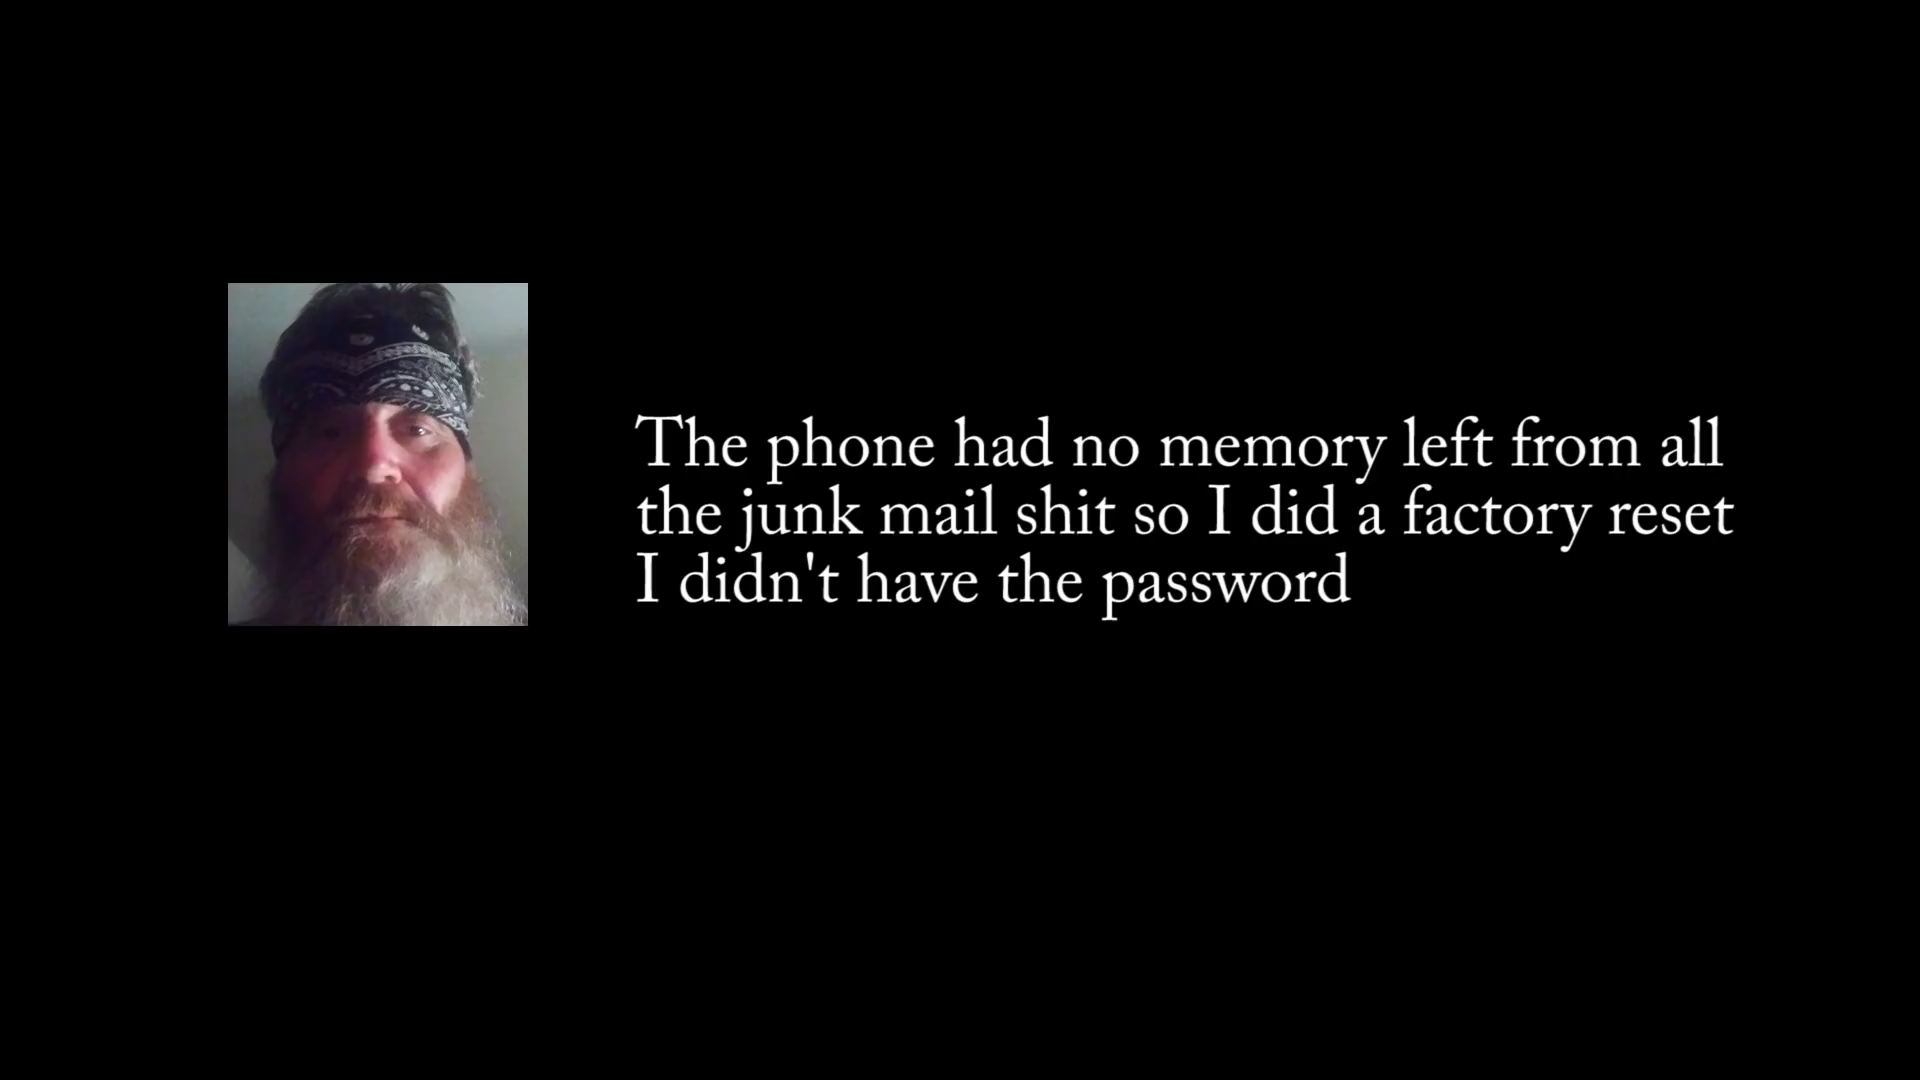 The phone had no memory left from all
the junk mail shit so I did a factory reset
I didn't have the password